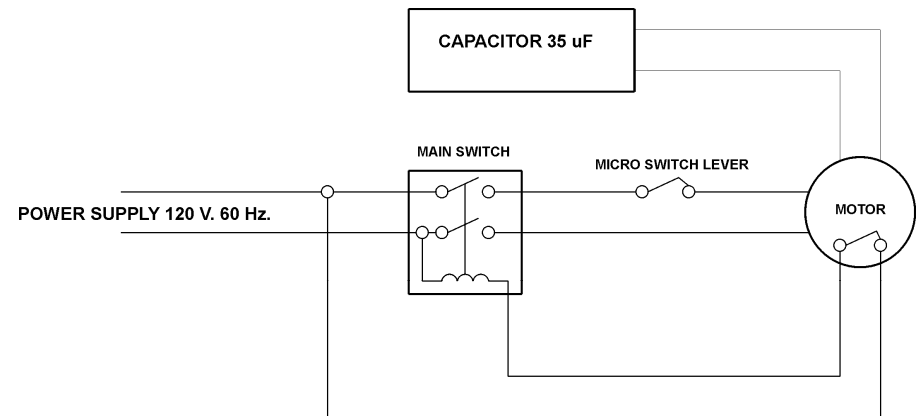 CAPACITOR 35 uF
MAIN SWITCH
MICRO SWITCH LEVER
POWER SUPPLY 120 V. 60 Hz.
MOTOR